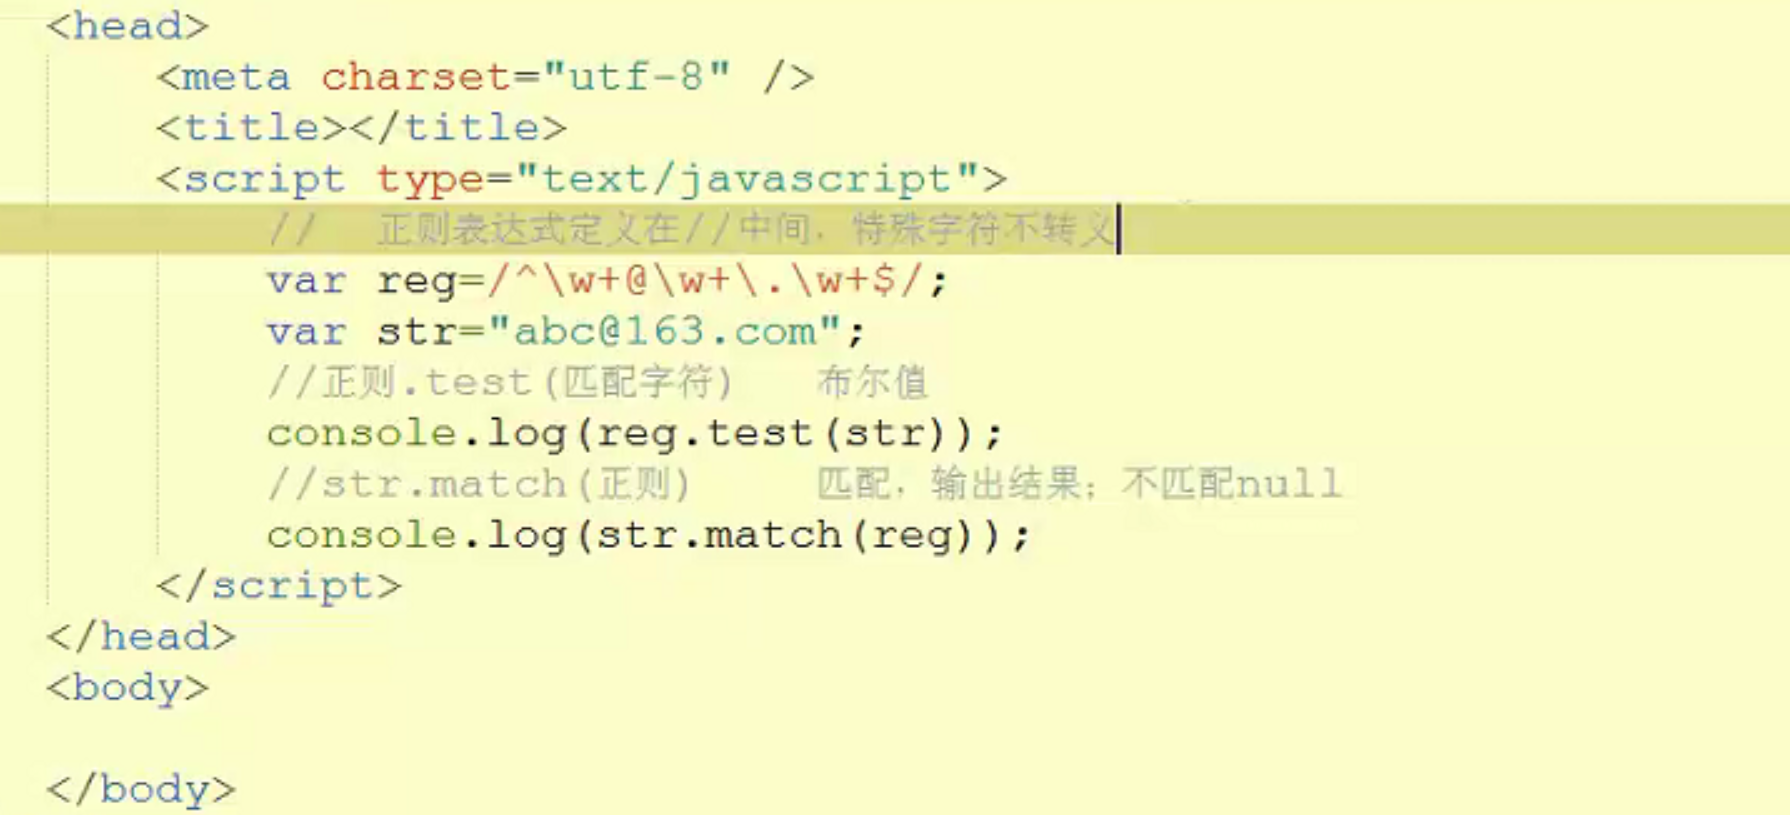 <head>
<meta charset="utf-8" />
<title></title>
<script type="text/javascript">
// 正则表达式定义在//中间，特殊字符不转义
var reg=/^\w+@\w+\.\w+$/;
var str="abc@163.com";
//正则.test(匹配字符) 布尔值
console.log(reg.test(str));
//str.match(正则) 匹配，输出结果；不匹配null
console.log(str.match(reg));
</script>
</head>
<body>
</body>